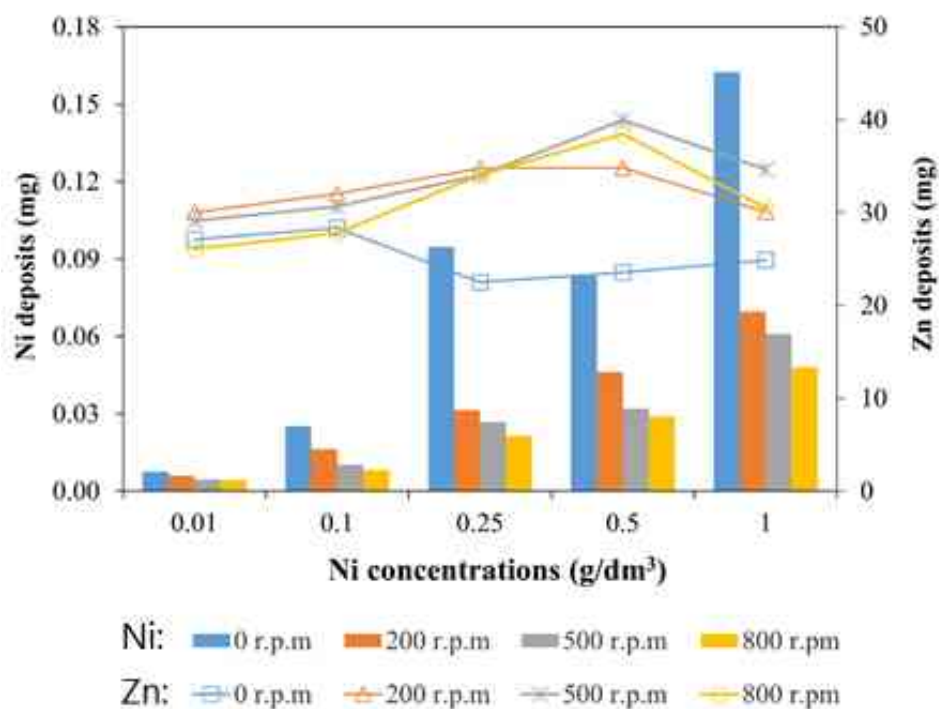 0.18
0.15
0.12
0.09
0.06
0.03
0.00
Ni deposits (mg)
50
40
30
20
10
0
Zn deposits (mg)
0.01 0.1 0.25 0.5 1
Ni concentrations (g/dm³)
Ni: 0 r.p.m 200 r.p.m 500 r.p.m 800 r.pm
Zn: 0 r.p.m 200 r.p.m 500 r.p.m 800 r.pm